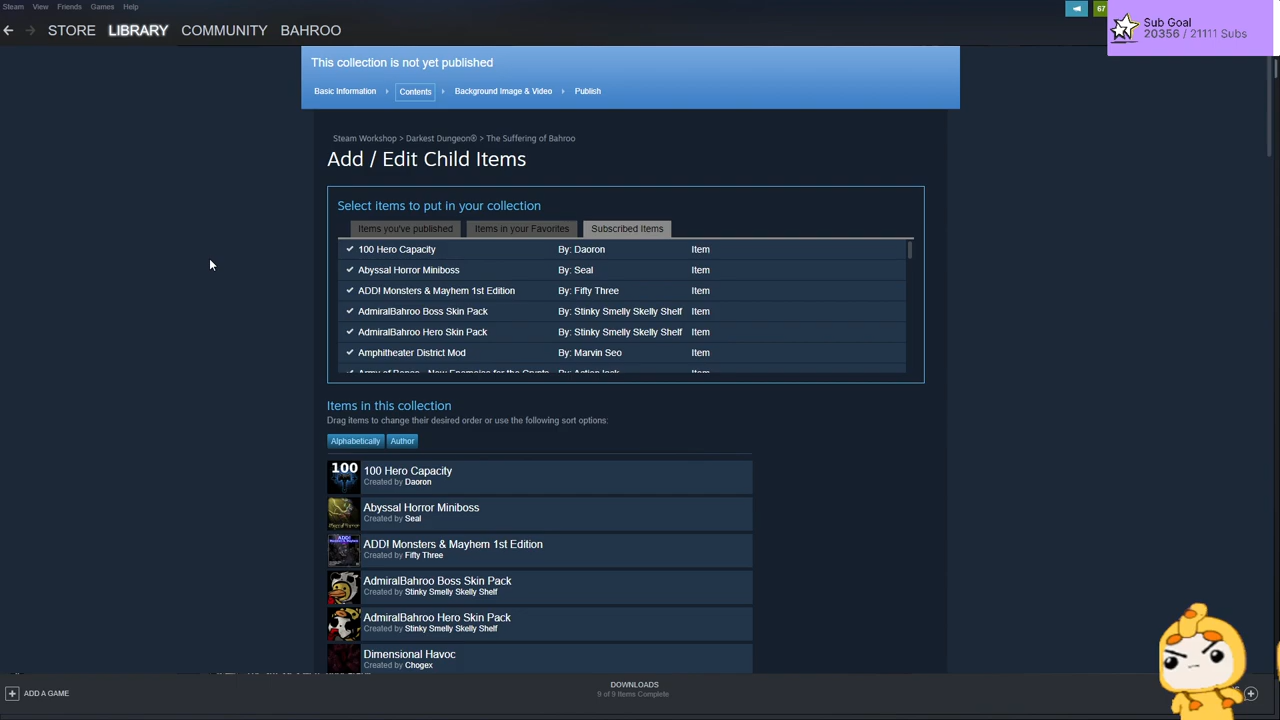 Steam View Friends Games Help
67
Sub Goal
20356 / 21111 Subs
STORE LIBRARY COMMUNITY BAHROO
This collection is not yet published
Basic Information Contents Background Image & Video Publish
Steam Workshop > Darkest Dungeon® > The Suffering of Bahroo
Add / Edit Child Items
Select items to put in your collection
Items you've published Items in your Favorites Subscribed Items
100 Hero Capacity By: Daoron Item
Abyssal Horror Miniboss By: Seal Item
ADD! Monsters & Mayhem 1st Edition By: Fifty Three Item
AdmiralBahroo Boss Skin Pack By: Stinky Smelly Skelly Shelf Item
AdmiralBahroo Hero Skin Pack By: Stinky Smelly Skelly Shelf Item
Amphitheater District Mod By: Marvin Seo Item
Items in this collection
Drag items to change their desired order or use the following sort options:
Alphabetically Author
100
100 Hero Capacity
Created by Daoron
Abyssal Horror Miniboss
Created by Seal
ADD! Monsters & Mayhem 1st Edition
Created by Fifty Three
AdmiralBahroo Boss Skin Pack
Created by Stinky Smelly Skelly Shelf
AdmiralBahroo Hero Skin Pack
Created by Stinky Smelly Skelly Shelf
Dimensional Havoc
Created by Chogex
ADD A GAME
DOWNLOADS
9 of 9 Items Complete